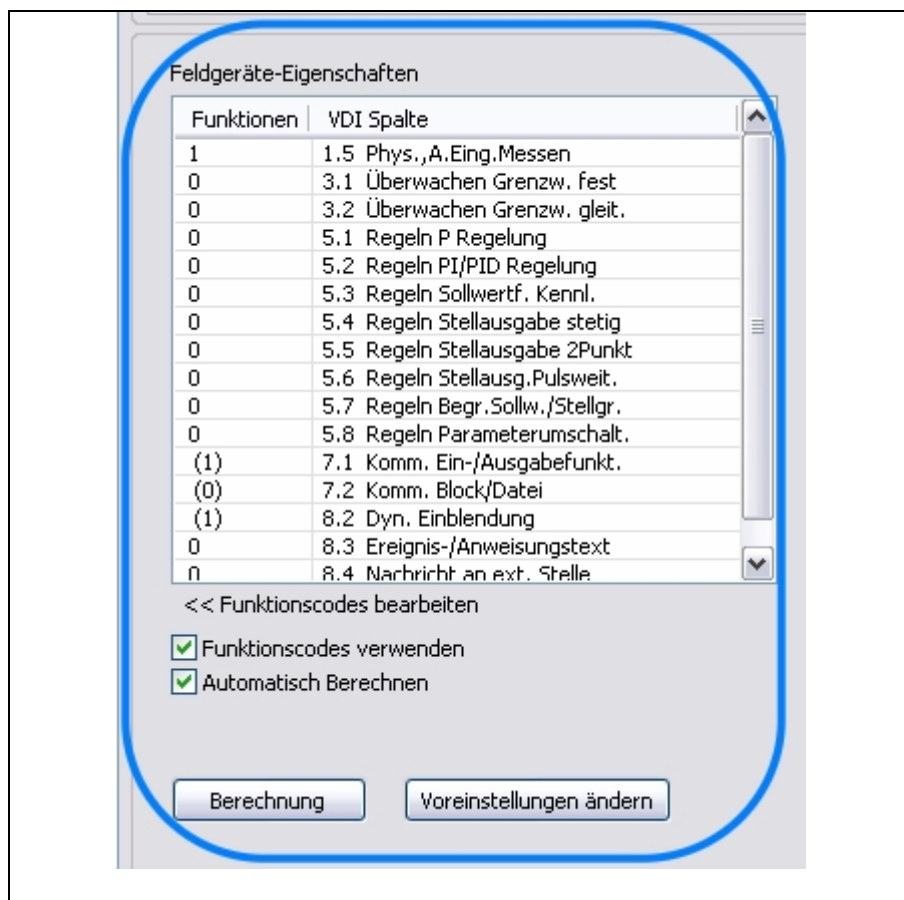 Feldgeräte-Eigenschaften
Funktionen VDI Spalte
1 1.5 Phys.,A.Eing.Messen
0 3.1 Überwachen Grenzw. fest
0 3.2 Überwachen Grenzw. gleit.
0 5.1 Regeln P Regelung
0 5.2 Regeln PI/PID Regelung
0 5.3 Regeln Sollwertf. Kennl.
0 5.4 Regeln Stellausgabe stetig
0 5.5 Regeln Stellausgabe 2Punkt
0 5.6 Regeln Stellausg.Pulsweit.
0 5.7 Regeln Begr.Sollw./Stellgr.
0 5.8 Regeln Parameterumschalt.
(1) 7.1 Komm. Ein-/Ausgabefunkt.
(0) 7.2 Komm. Block/Datei
(1) 8.2 Dyn. Einblendung
0 8.3 Ereignis-/Anweisungstext
0 8.4 Nachricht an ext. Stelle
<< Funktionscodes bearbeiten
Funktionscodes verwenden
Automatisch Berechnen
Berechnung Voreinstellungen ändern